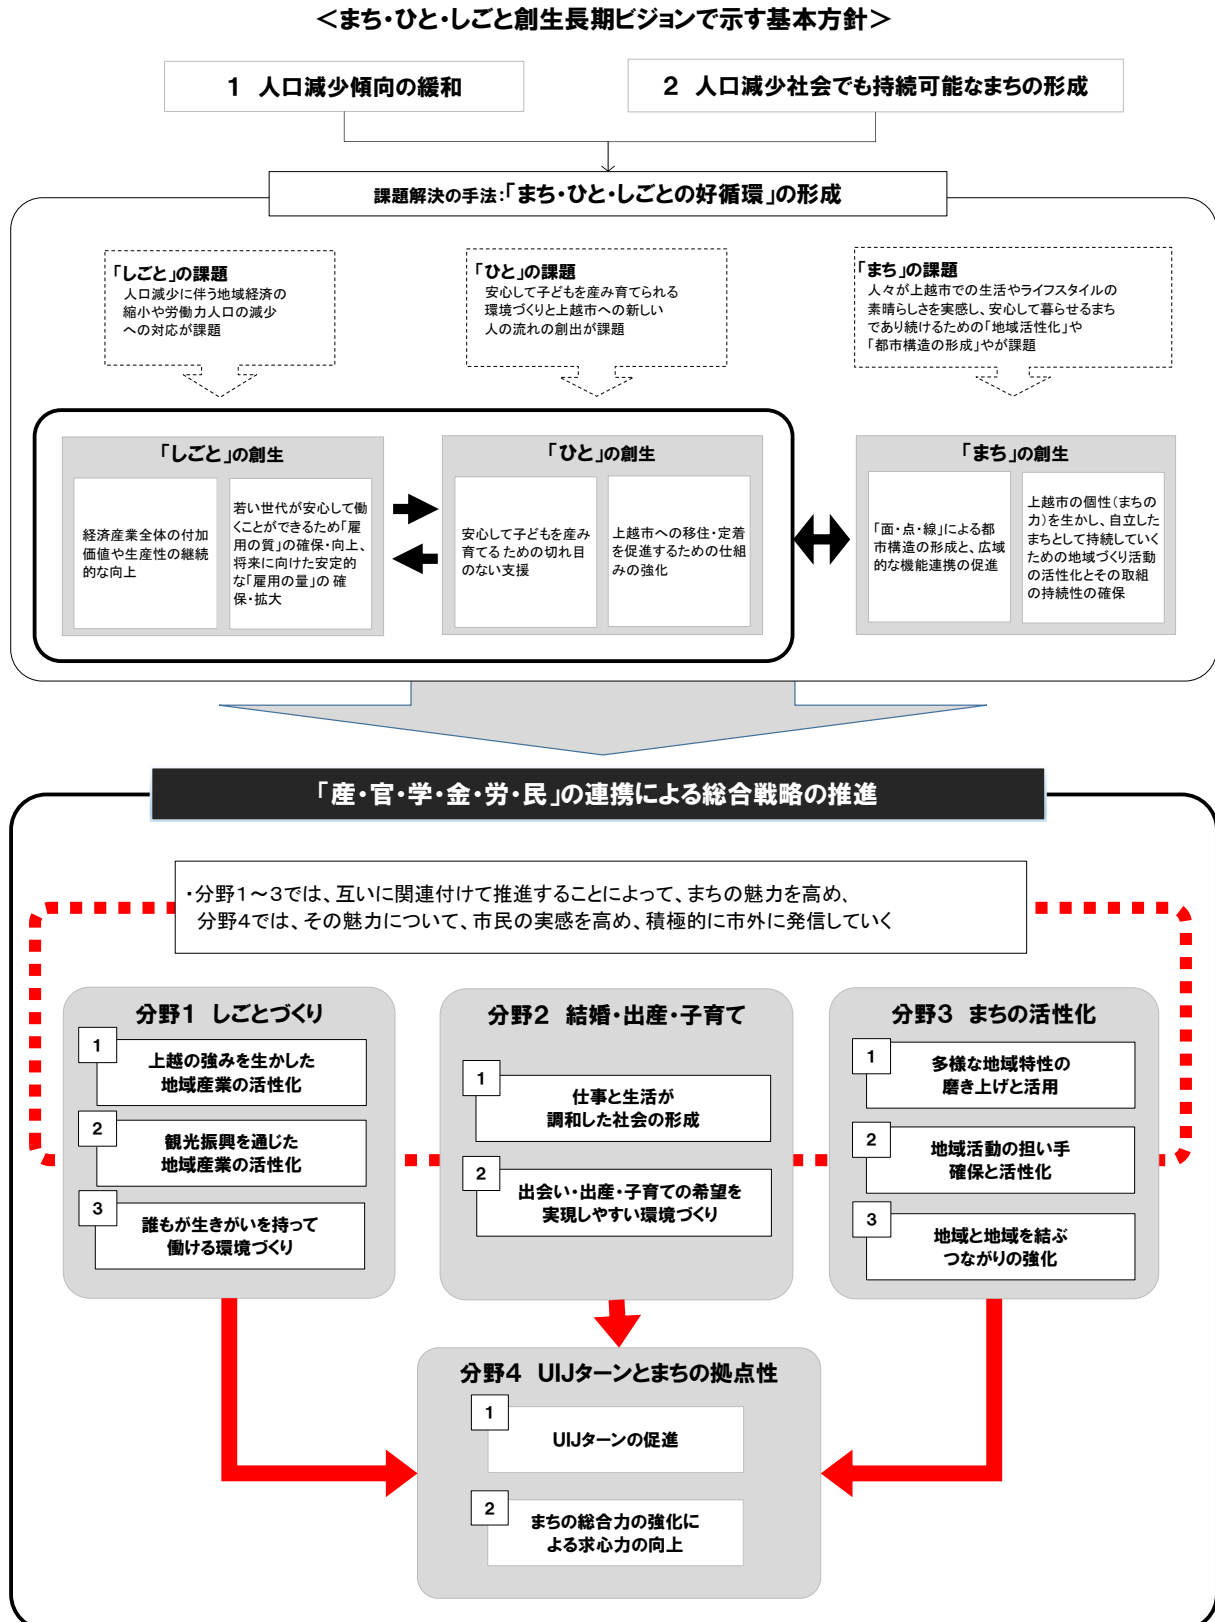 ＜まち・ひと・しごと創生長期ビジョンで示す基本方針＞
１　人口減少傾向の緩和
２　人口減少社会でも持続可能なまちの形成
課題解決の手法：「まち・ひと・しごとの好循環」の形成
「しごと」の課題
人口減少に伴う地域経済の
縮小や労働力人口の減少
への対応が課題
「ひと」の課題
安心して子どもを産み育てられる
環境づくりと上越市への新しい
人の流れの創出が課題
「まち」の課題
人々が上越市での生活やライフスタイルの
素晴らしさを実感し、安心して暮らせるまち
であり続けるための「地域活性化」や
「都市構造の形成」やが課題
「しごと」の創生
経済産業全体の付加
価値や生産性の継続
的な向上
若い世代が安心して働
くことができるため「雇
用の質」の確保・向上、
将来に向けた安定的
な「雇用の量」の 確
保・拡大
「ひと」の創生
安心して子どもを産み
育てるための切れ目
のない支援
上越市への移住・定着
を促進するための仕組
みの強化
「まち」の創生
「面・点・線」による都
市構造の形成と、広域
的な機能連携の促進
上越市の個性（まちの
力）を生かし、自立した
まちとして持続していく
ための地域づくり活動
の活性化とその取組
の持続性の確保
「産・官・学・金・労・民」の連携による総合戦略の推進
・分野１～３では、互いに関連付けて推進することによって、まちの魅力を高め、
分野４では、その魅力について、市民の実感を高め、積極的に市外に発信していく
分野１　しごとづくり
1
上越の強みを生かした
地域産業の活性化
2
観光振興を通じた
地域産業の活性化
3
誰もが生きがいを持って
働ける環境づくり
分野２　結婚・出産・子育て
1
仕事と生活が
調和した社会の形成
2
出会い・出産・子育ての希望を
実現しやすい環境づくり
分野３　まちの活性化
1
多様な地域特性の
磨き上げと活用
2
地域活動の担い手
確保と活性化
3
地域と地域を結ぶ
つながりの強化
分野４　UIJターンとまちの拠点性
1
UIJターンの促進
2
まちの総合力の強化に
よる求心力の向上